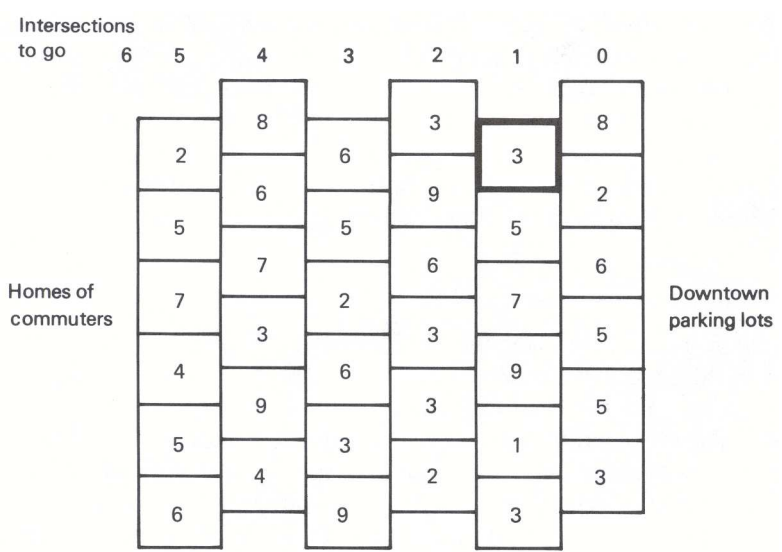 Intersections
to go 6 5 4 3 2 1 0
8 3 8
2 6 3
6 9 2
5 5 5
7 6 6
Homes of
commuters
7 2 7
Downtown
parking lots
3 3 5
4 6 9
9 3 5
5 3 1
4 2 3
6 9 3